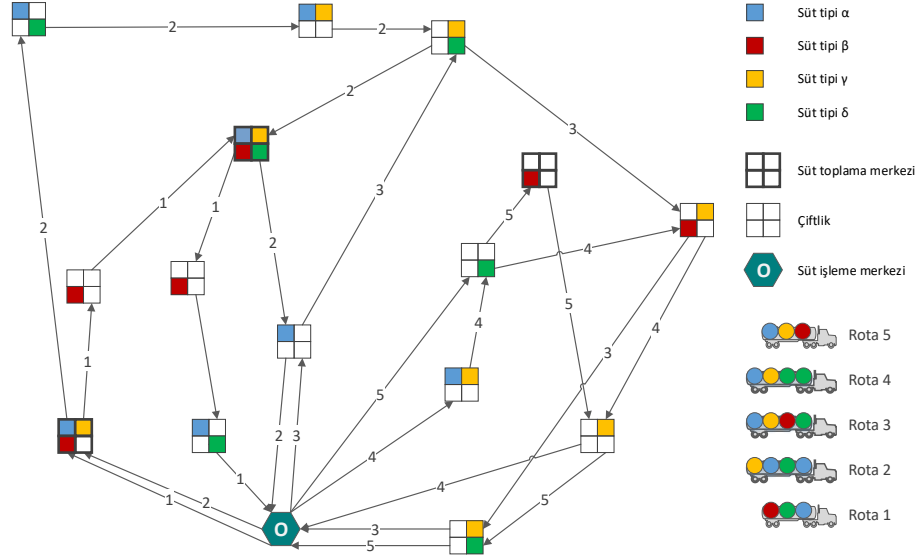 Süt tipi α
Süt tipi β
Süt tipi γ
Süt tipi δ
Süt toplama merkezi
Çiftlik
O Süt işleme merkezi
Rota 5
Rota 4
Rota 3
Rota 2
Rota 1
2
2
2
3
1
3
5
1
2
4
2
5
4
1
3
4
5
2
3
4
4
2
1
1
5
3
5
O